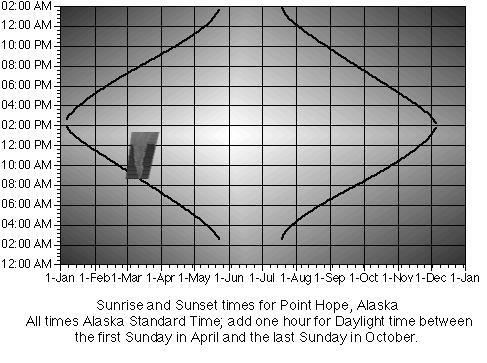 02:00 AM
12:00 AM
10:00 PM
08:00 PM
06:00 PM
04:00 PM
02:00 PM
12:00 PM
10:00 AM
08:00 AM
06:00 AM
04:00 AM
02:00 AM
12:00 AM
1-Jan 1-Feb 1-Mar 1-Apr 1-May 1-Jun 1-Jul 1-Aug 1-Sep 1-Oct 1-Nov 1-Dec 1-Jan
Sunrise and Sunset times for Point Hope, Alaska
All times Alaska Standard Time; add one hour for Daylight time between
the first Sunday in April and the last Sunday in October.